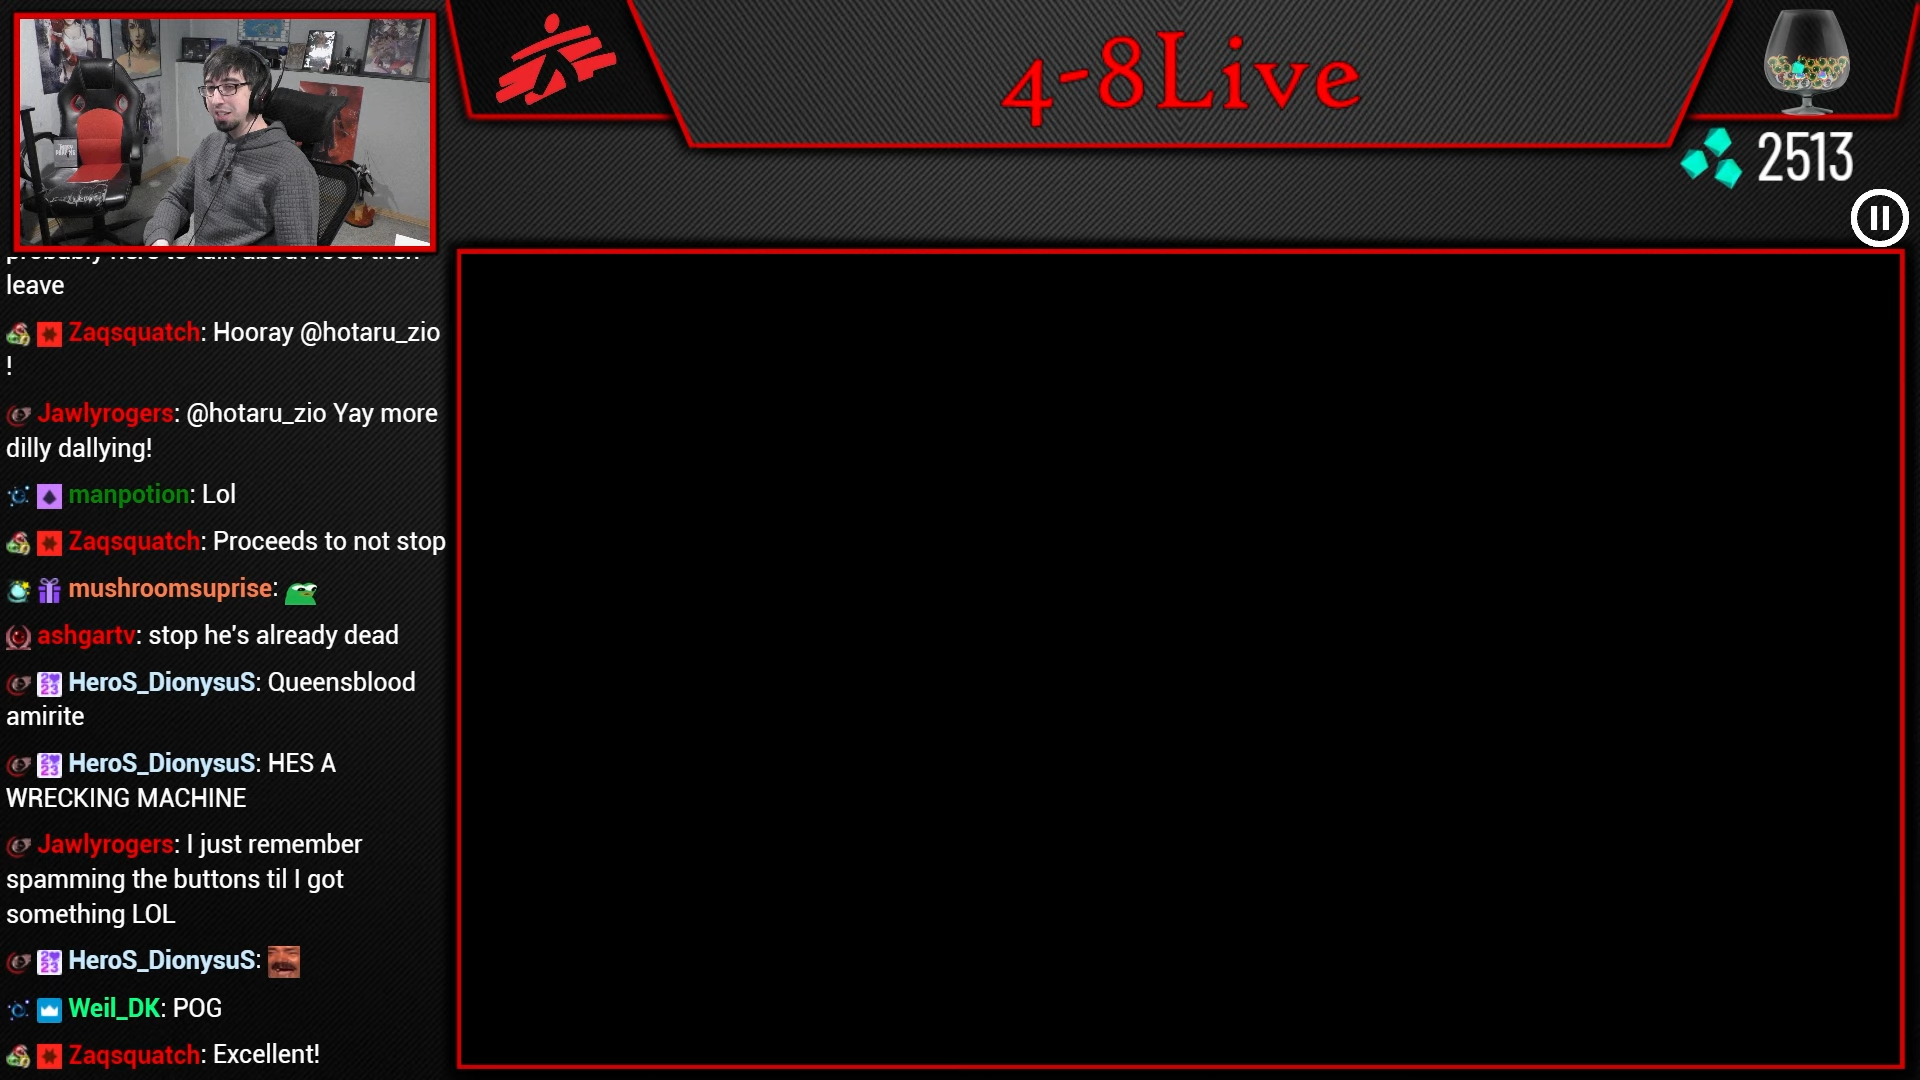 4-8Live
2513
leave
Zaqsquatch: Hooray @hotaru_zio
!
Jawlyrogers: @hotaru_zio Yay more
dilly dallying!
manpotion: Lol
Zaqsquatch: Proceeds to not stop
mushroomsuprise:
ashgartv: stop he's already dead
HeroS_DionysuS: Queensblood
amirite
HeroS_DionysuS: HES A
WRECKING MACHINE
Jawlyrogers: I just remember
spamming the buttons til I got
something LOL
HeroS_DionysuS:
Weil_DK: POG
Zaqsquatch: Excellent!